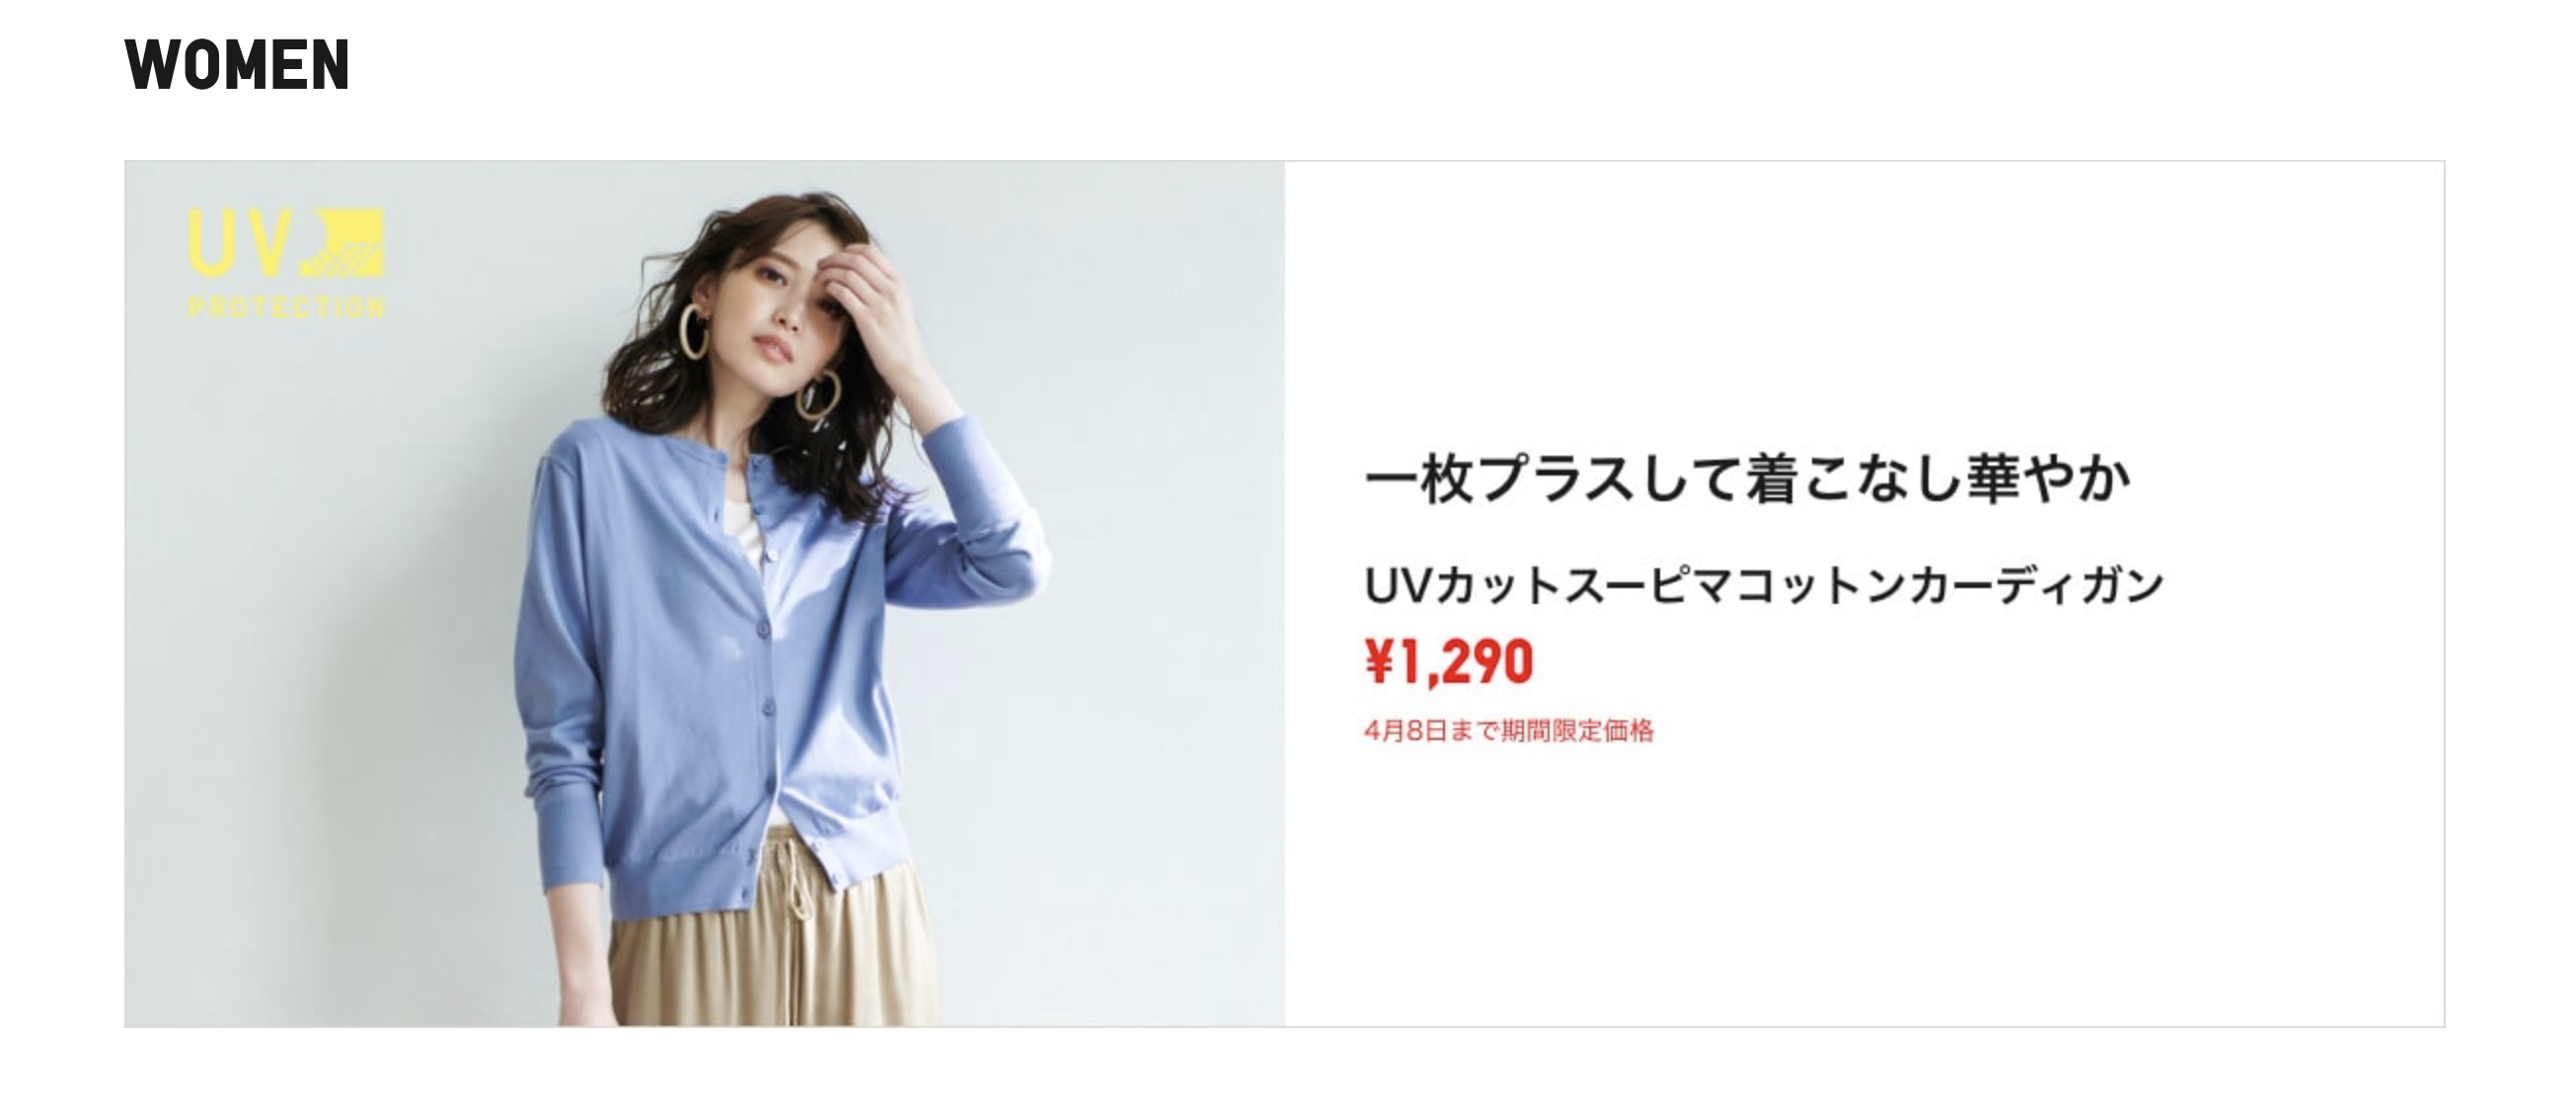 WOMEN
UV
PROTECTION
一枚プラスして着こなし華やか
UVカットスーピマコットンカーディガン
¥1,290
4月8日まで期間限定価格